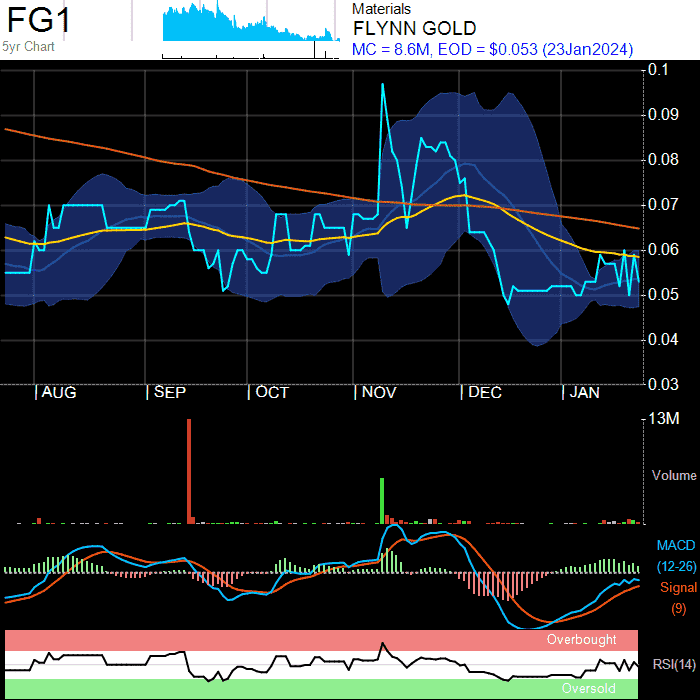 FG1
5yr Chart
Materials
FLYNN GOLD
MC = 8.6M, EOD = $0.053 (23Jan2024)
0.1
0.09
0.08
0.07
0.06
0.05
0.04
0.03
AUG SEP OCT NOV DEC JAN
13M
Volume
MACD
(12-26)
Signal
(9)
Overbought
RSI(14)
Oversold